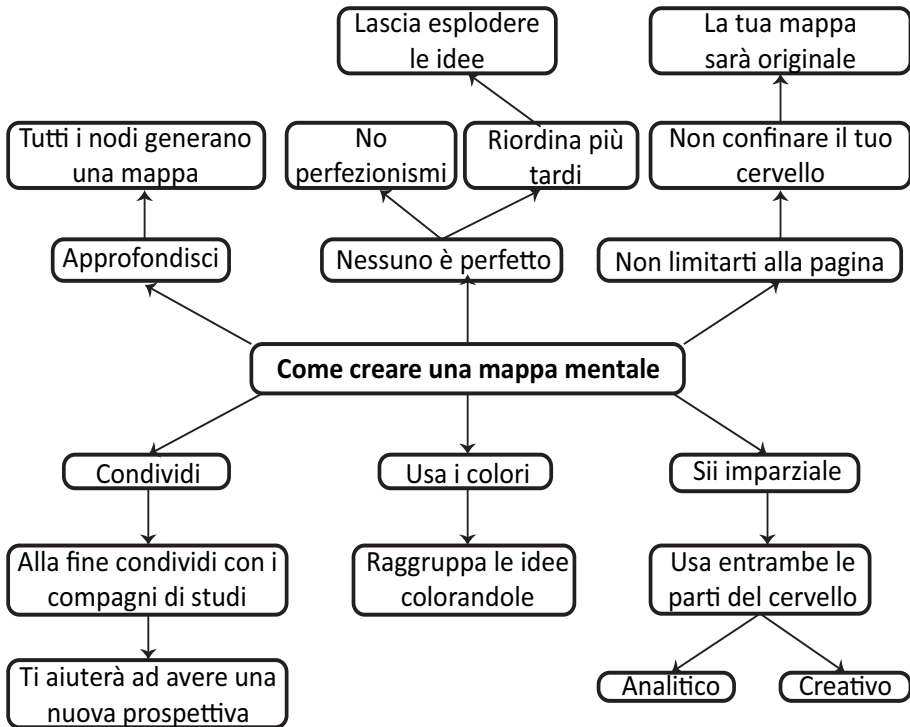 Lascia esplodere
le idee
La tua mappa
sarà originale
Tutti i nodi generano
una mappa
No
perfezionismi
Riordina più
tardi
Non confinare il tuo
cervello
Approfondisci
Nessuno è perfetto
Non limitarti alla pagina
Come creare una mappa mentale
Condividi
Usa i colori
Sii imparziale
Alla fine condividi con i
compagni di studi
Raggruppa le idee
colorandole
Usa entrambe le
parti del cervello
Ti aiuterà ad avere una
nuova prospettiva
Analitico
Creativo